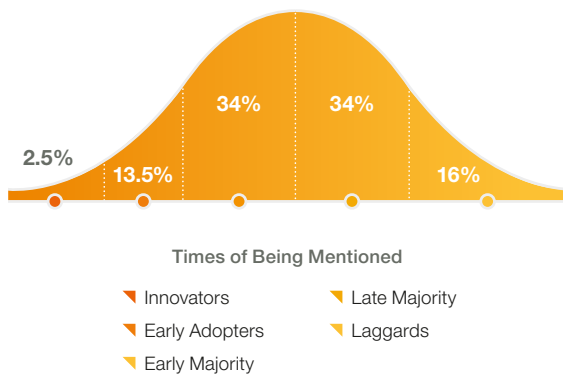 34%
34%
2.5%
13.5%
16%
Times of Being Mentioned
Innovators
Early Adopters
Early Majority
Late Majority
Laggards